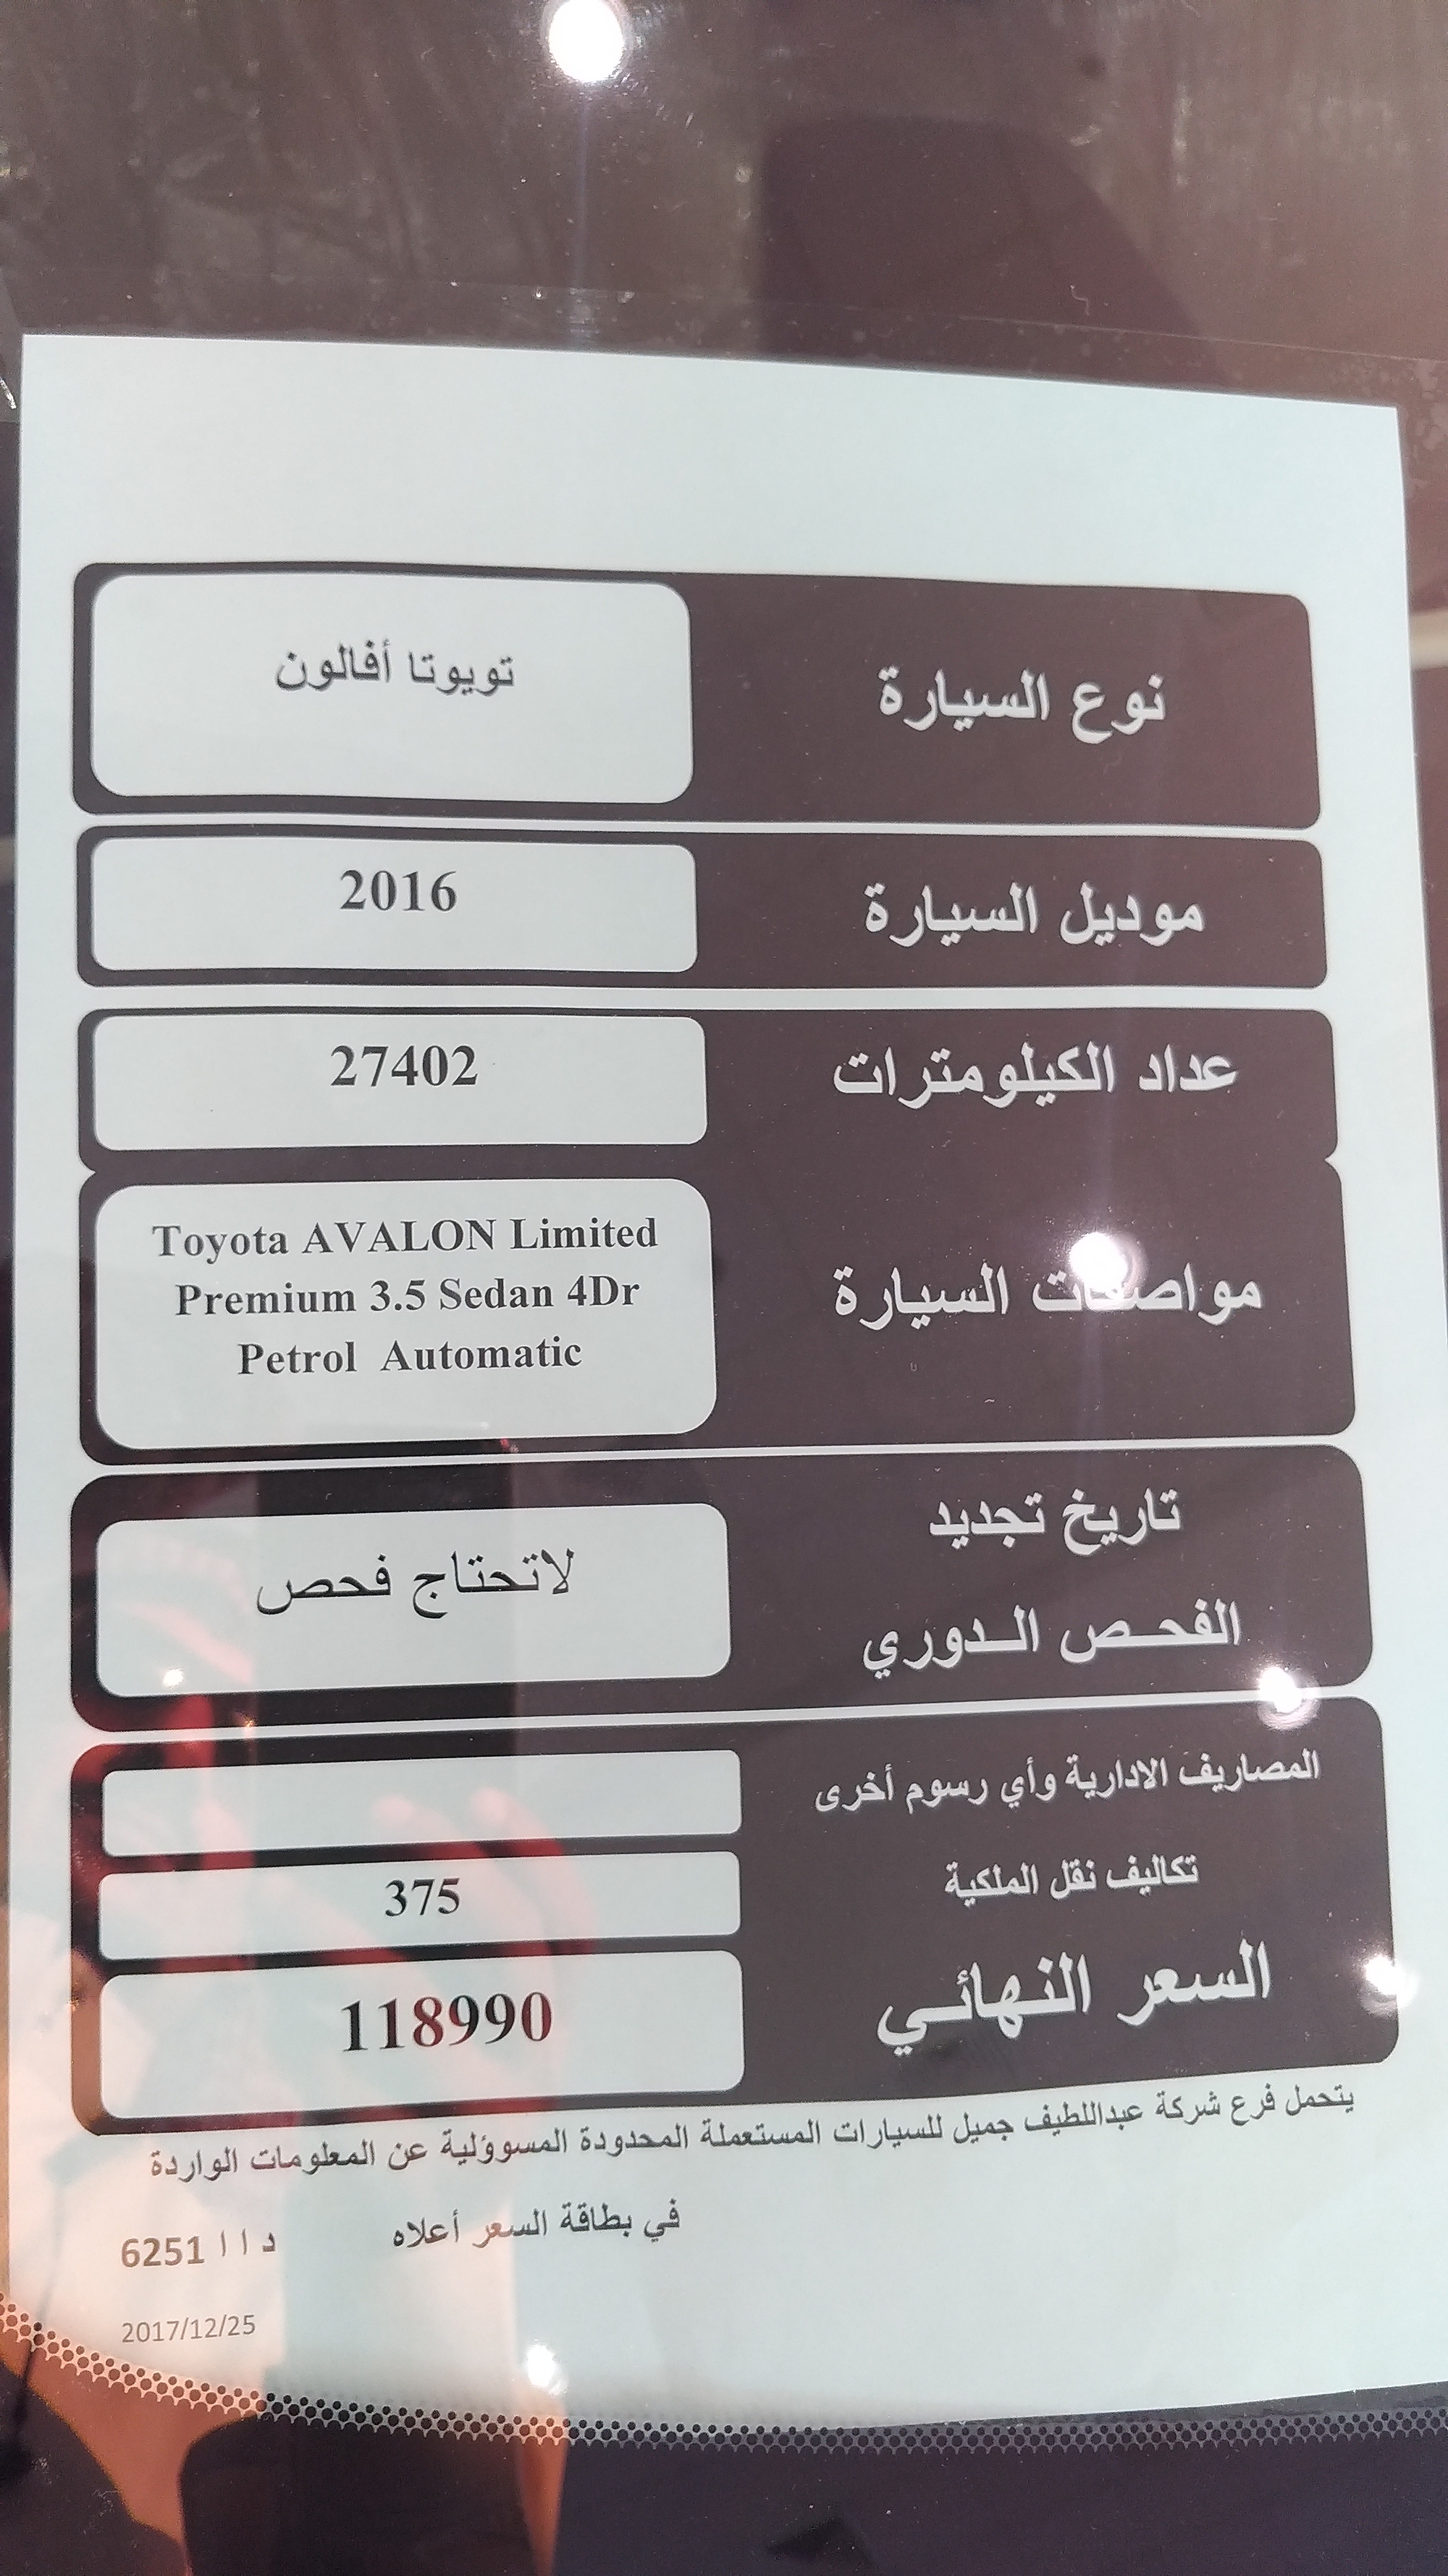 نوع السيارة
تويوتا أفالون
موديل السيارة
2016
عداد الكيلومترات
27402
مواصفات السيارة
Toyota AVALON Limited
Premium 3.5 Sedan 4Dr
Petrol Automatic
تاريخ تجديد
الفحـص الـدوري
لاتحتاج فحص
المصاريف الادارية وأي رسوم أخرى
تكاليف نقل الملكية
375
السعر النهائي
118990
يتحمل فرع شركة عبداللطيف جميل للسيارات المستعملة المحدودة المسوؤلية عن المعلومات الواردة
في بطاقة السعر أعلاه
د ا ا 6251
2017/12/25